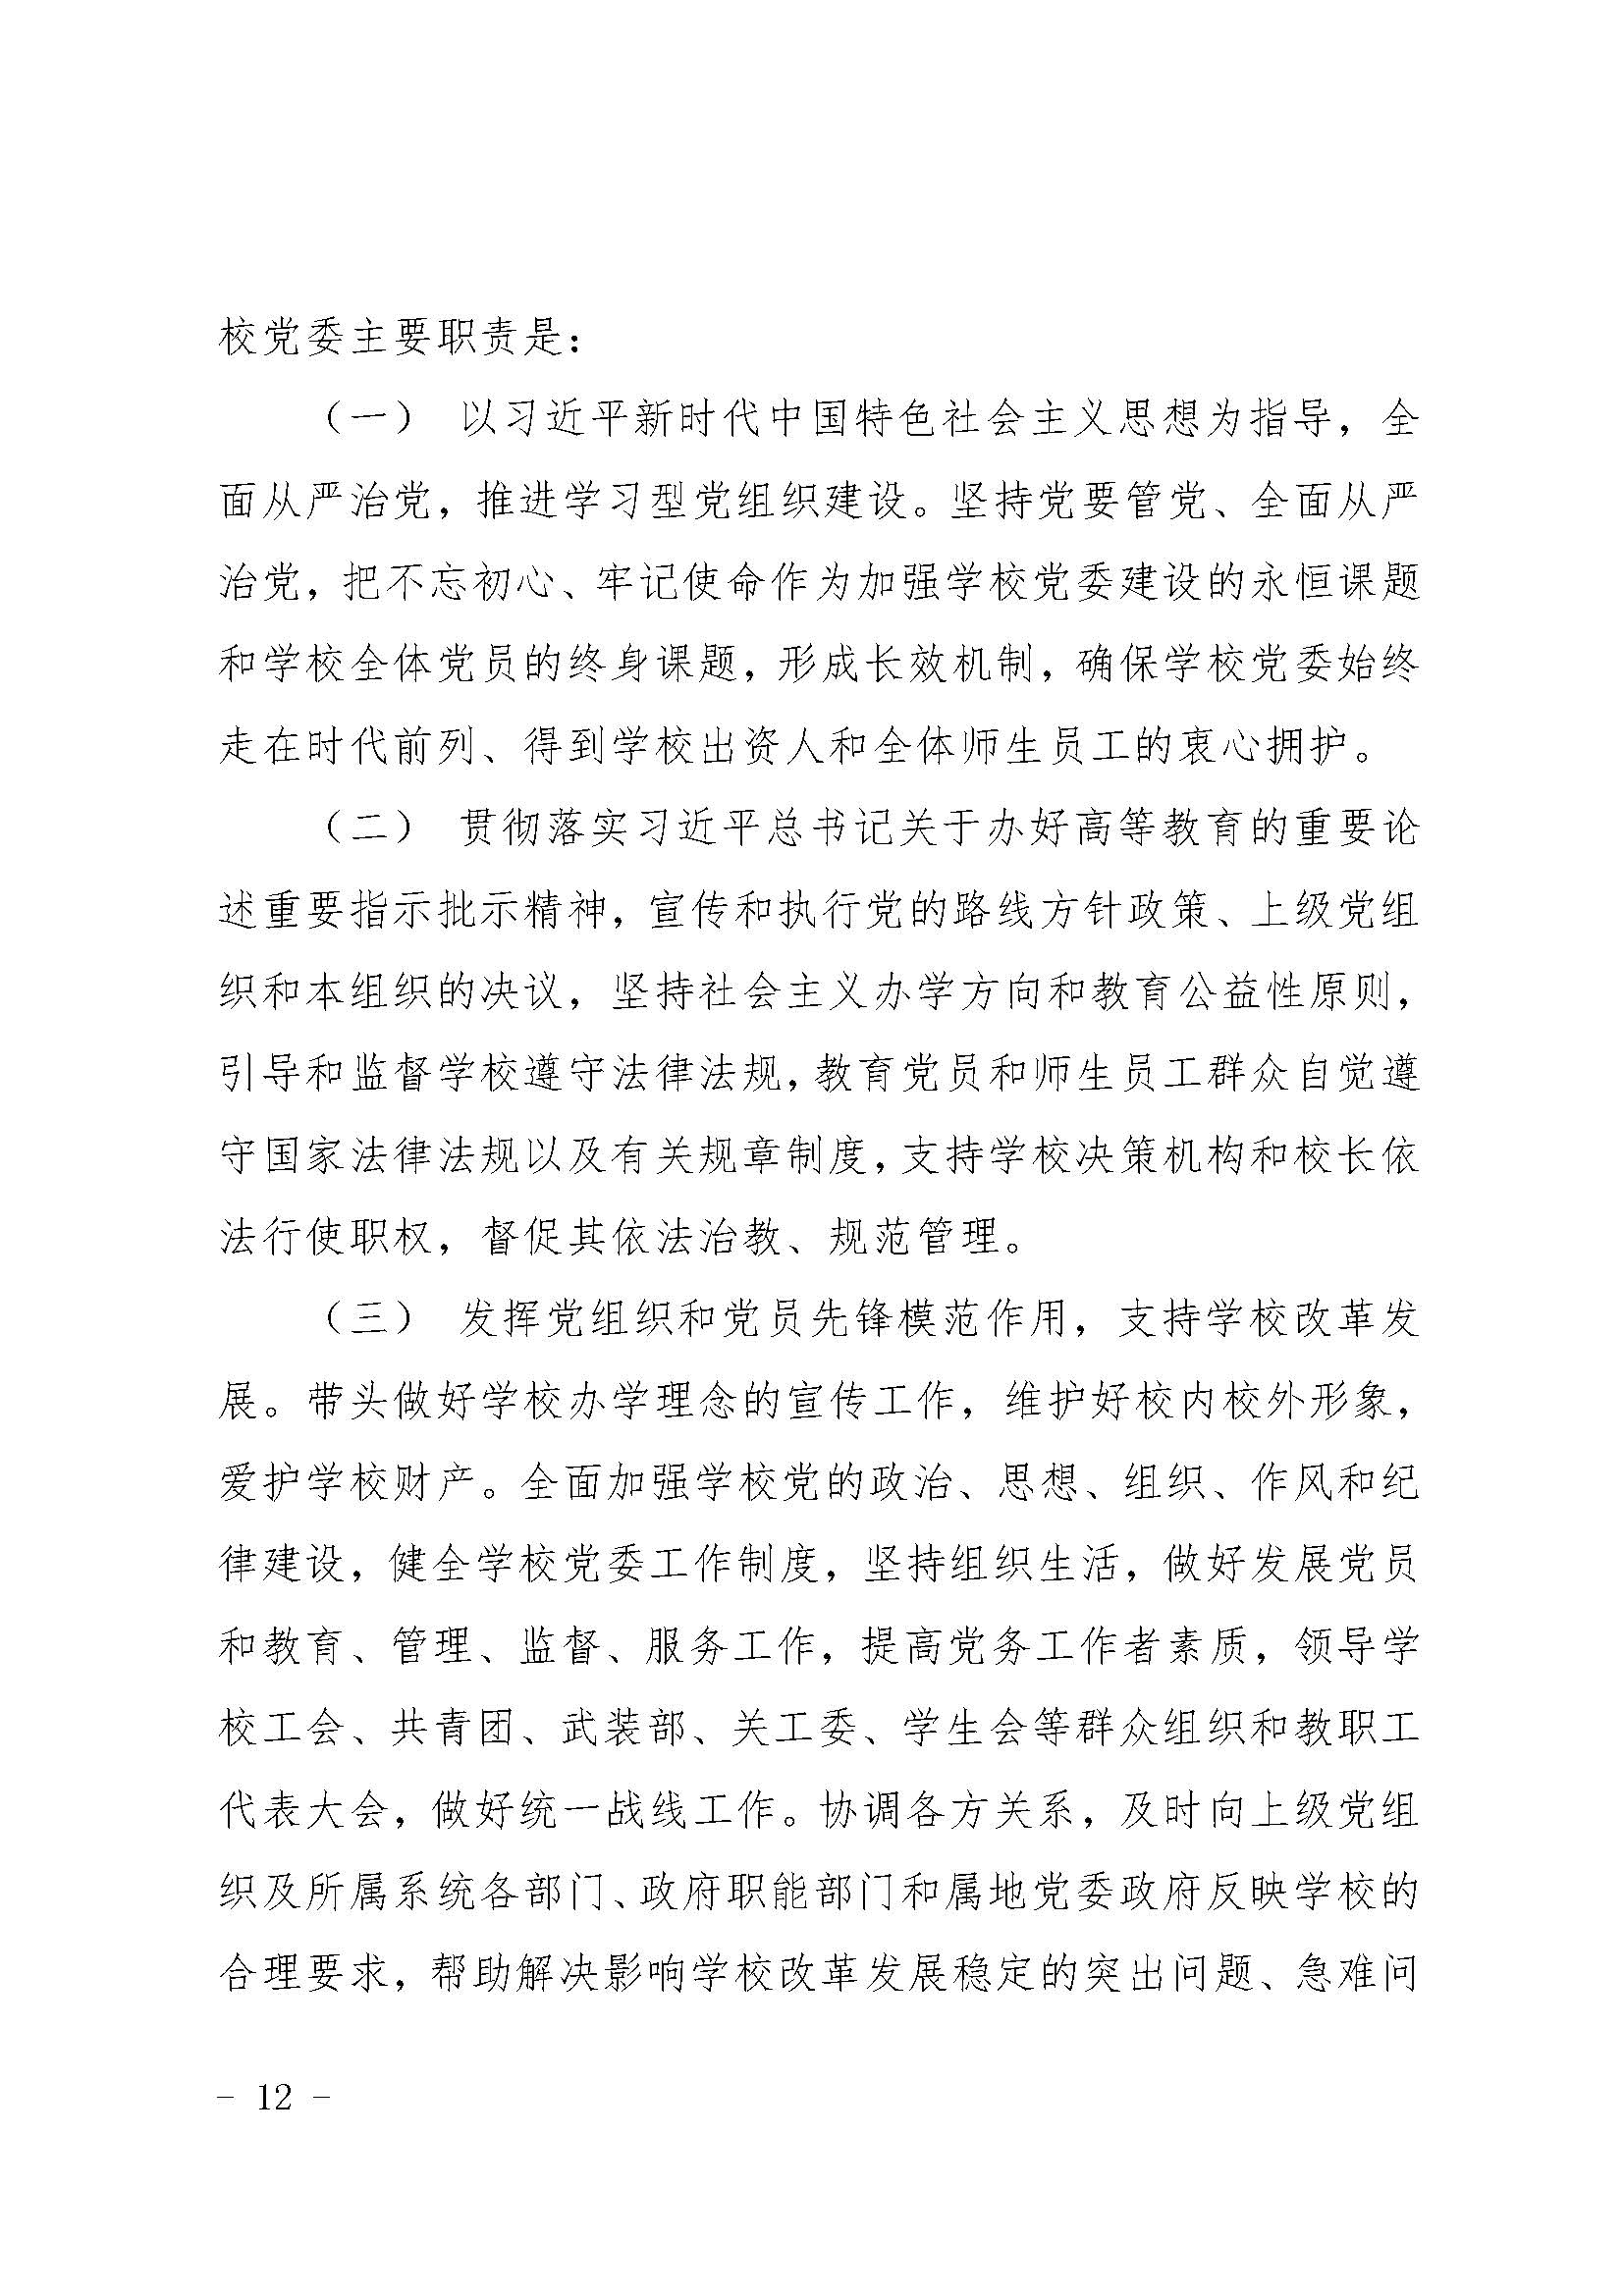 校党委主要职责是：
（一） 以习近平新时代中国特色社会主义思想为指导，全
面从严治党，推进学习型党组织建设。坚持党要管党、全面从严
治党，把不忘初心、牢记使命作为加强学校党委建设的永恒课题
和学校全体党员的终身课题，形成长效机制，确保学校党委始终
走在时代前列、得到学校出资人和全体师生员工的衷心拥护。
（二） 贯彻落实习近平总书记关于办好高等教育的重要论
述重要指示批示精神，宣传和执行党的路线方针政策、上级党组
织和本组织的决议，坚持社会主义办学方向和教育公益性原则，
引导和监督学校遵守法律法规，教育党员和师生员工群众自觉遵
守国家法律法规以及有关规章制度，支持学校决策机构和校长依
法行使职权，督促其依法治教、规范管理。
（三） 发挥党组织和党员先锋模范作用，支持学校改革发
展。带头做好学校办学理念的宣传工作，维护好校内校外形象，
爱护学校财产。全面加强学校党的政治、思想、组织、作风和纪
律建设，健全学校党委工作制度，坚持组织生活，做好发展党员
和教育、管理、监督、服务工作，提高党务工作者素质，领导学
校工会、共青团、武装部、关工委、学生会等群众组织和教职工
代表大会，做好统一战线工作。协调各方关系，及时向上级党组
织及所属系统各部门、政府职能部门和属地党委政府反映学校的
合理要求，帮助解决影响学校改革发展稳定的突出问题、急难问
- 12 -